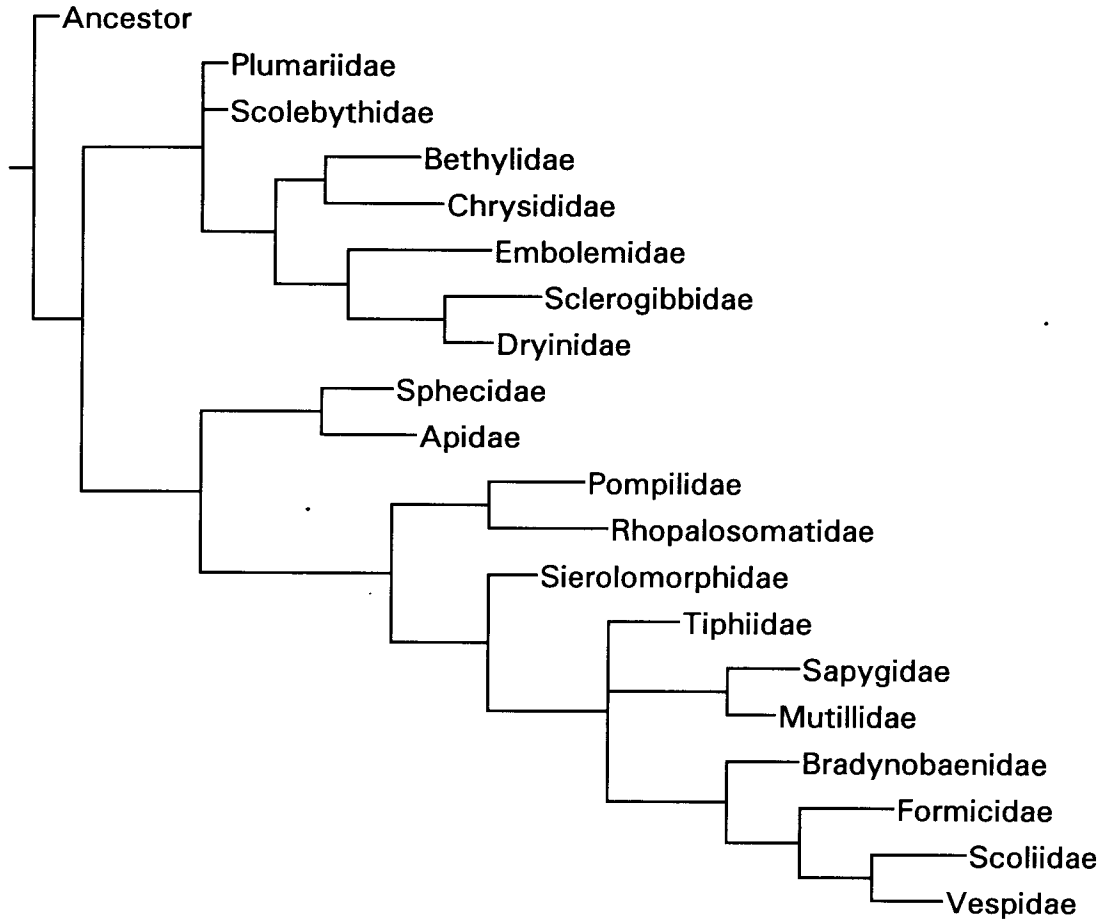 Ancestor
Plumariidae
Scolebythidae
Bethylidae
Chrysididae
Embolemidae
Sclerogibbidae
Dryinidae
Sphecidae
Apidae
Pompilidae
Rhopalosomatidae
Sierolomorphidae
Tiphiidae
Sapygidae
Mutillidae
Bradynobaenidae
Formicidae
Scoliidae
Vespidae